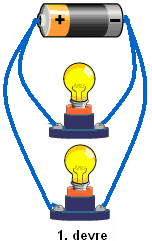 + -
1. devre